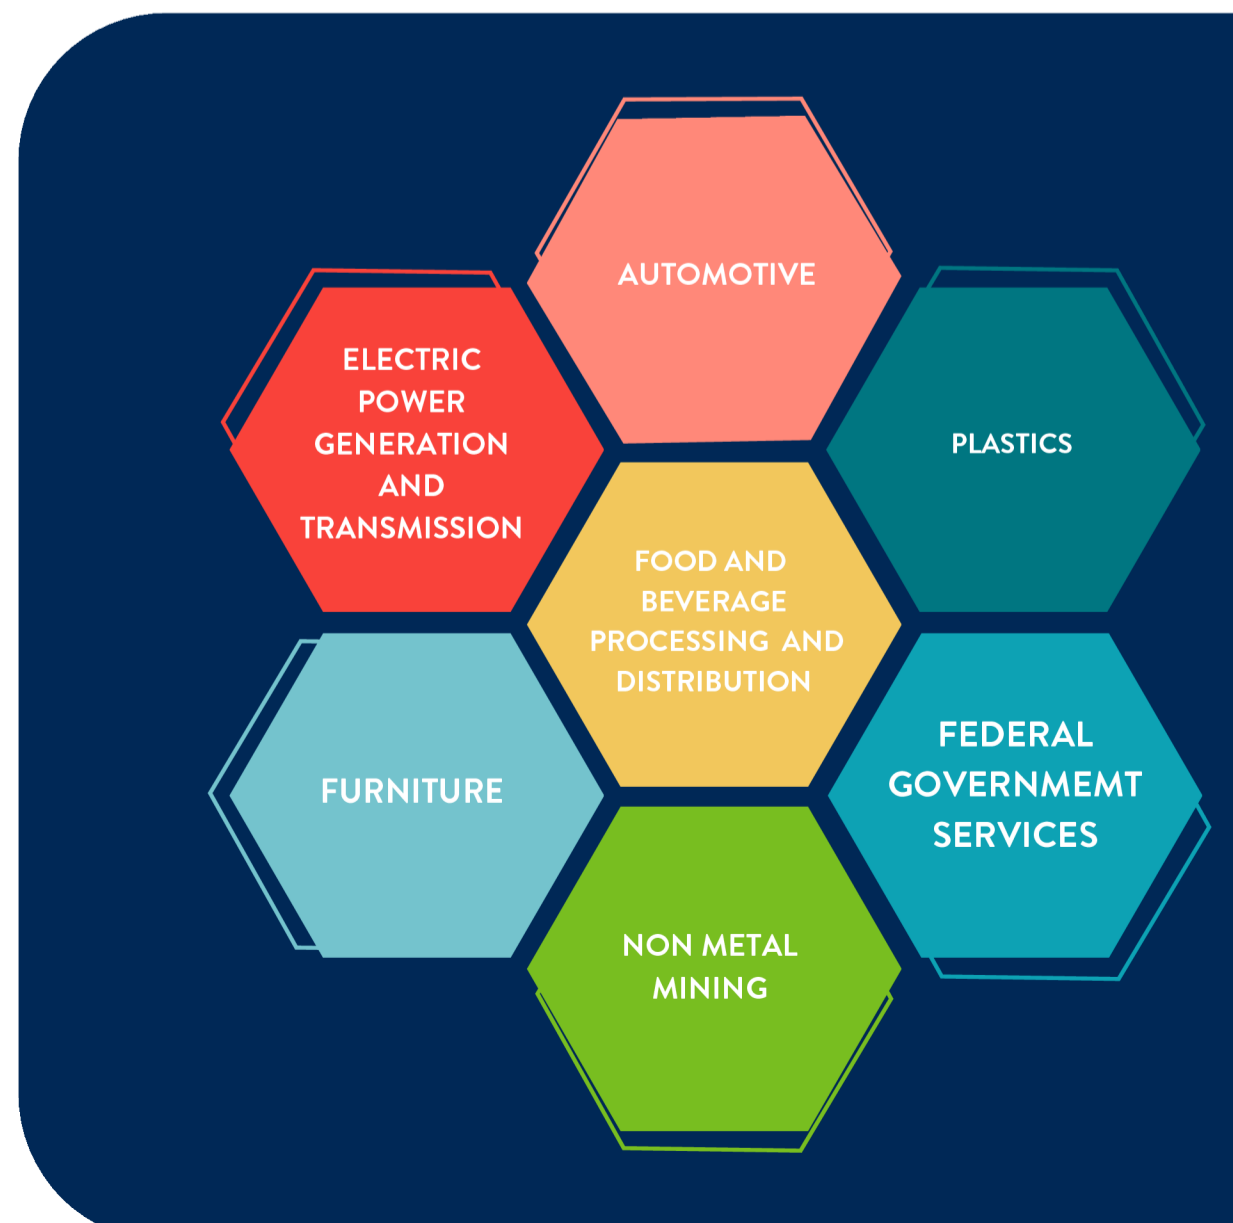 AUTOMOTIVE
ELECTRIC
POWER
GENERATION
AND
TRANSMISSION
PLASTICS
FOOD AND
BEVERAGE
PROCESSING AND
DISTRIBUTION
FURNITURE
FEDERAL
GOVERNMEMT
SERVICES
NON METAL
MINING